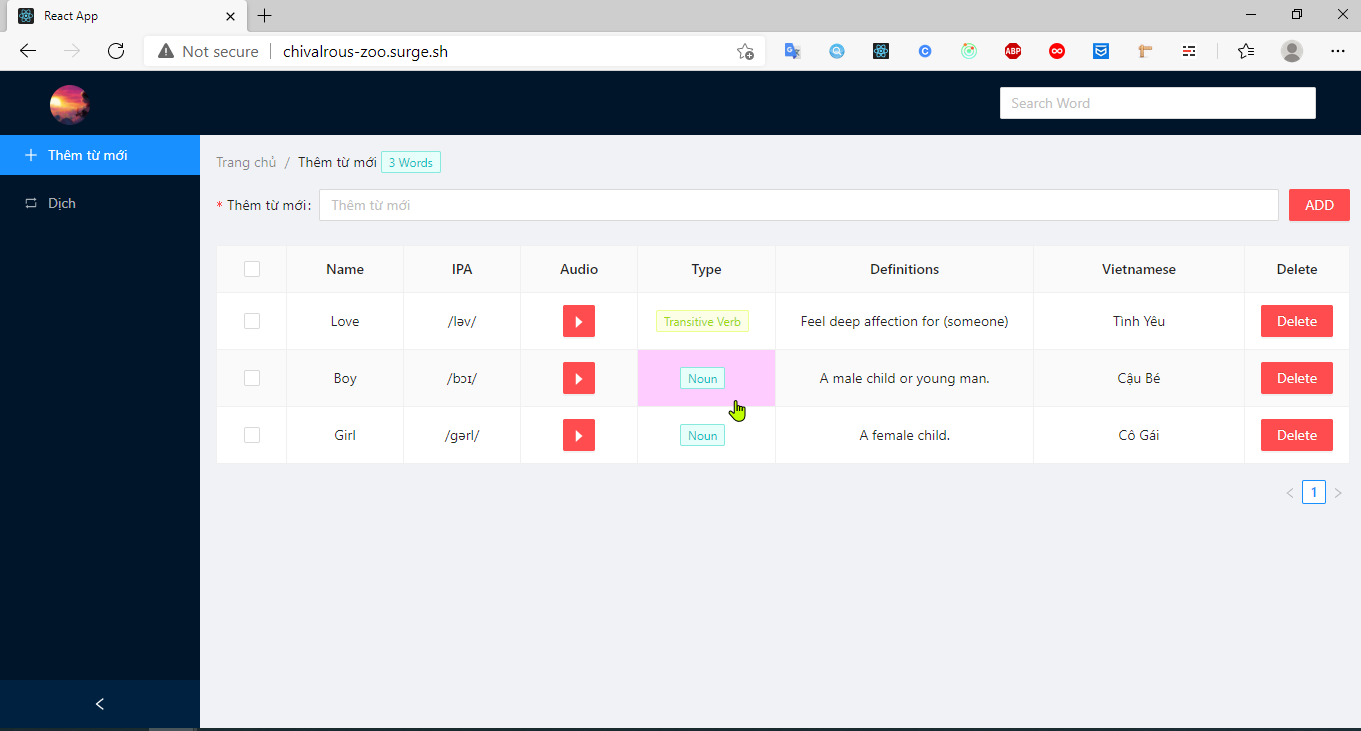 React App
Not secure chivalrous-zoo.surge.sh
ABP
Search Word
Thêm từ mới
Dịch
Trang chủ / Thêm từ mới 3 Words
* Thêm từ mới: Thêm từ mới ADD
Name IPA Audio Type Definitions Vietnamese Delete
Love /ləv/ Transitive Verb Feel deep affection for (someone) Tình Yêu Delete
Boy /bɔɪ/ Noun A male child or young man. Cậu Bé Delete
Girl /gərl/ Noun A female child. Cô Gái Delete
1